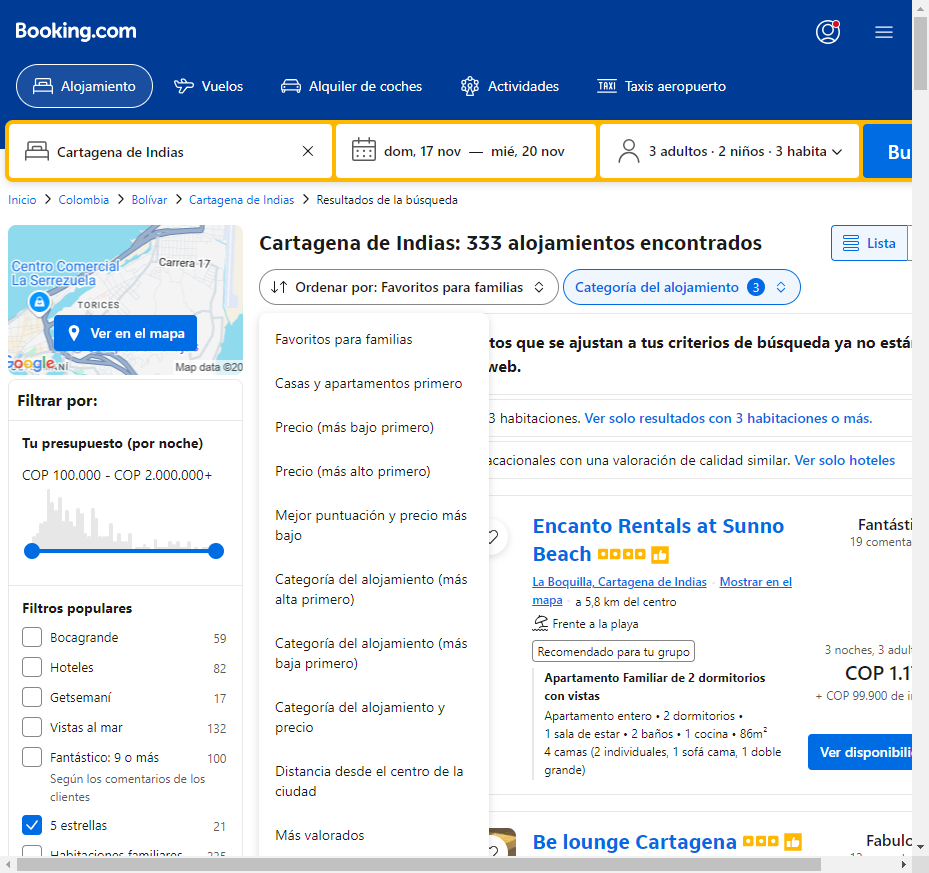 Booking.com
Alojamiento
Vuelos
Alquiler de coches
Actividades
TAXI
Taxis aeropuerto
Cartagena de Indias
dom, 17 nov — mié, 20 nov
3 adultos · 2 niños · 3 habita
Bu
Inicio
Colombia
Bolívar
Cartagena de Indias
Resultados de la búsqueda
Centro Comercial
La Serrezuela
Carrera 17
TORICES
Ver en el mapa
Map data ©20
Cartagena de Indias: 333 alojamientos encontrados
Lista
Ordenar por: Favoritos para familias
Categoría del alojamiento 3
Favoritos para familias
Casas y apartamentos primero
Precio (más bajo primero)
Precio (más alto primero)
Mejor puntuación y precio más
bajo
Categoría del alojamiento (más
alta primero)
Categoría del alojamiento (más
baja primero)
Categoría del alojamiento y
precio
Distancia desde el centro de la
ciudad
Más valorados
tos que se ajustan a tus criterios de búsqueda ya no está
web.
3 habitaciones. Ver solo resultados con 3 habitaciones o más.
acacionales con una valoración de calidad similar. Ver solo hoteles
Filtrar por:
Tu presupuesto (por noche)
COP 100.000 - COP 2.000.000+
Filtros populares
Bocagrande 59
Hoteles 82
Getsemaní 17
Vistas al mar 132
Fantástico: 9 o más 100
Según los comentarios de los
clientes
5 estrellas 21
Habitaciones familiares
Encanto Rentals at Sunno
Beach
La Boquilla, Cartagena de Indias · Mostrar en el
mapa · a 5,8 km del centro
Frente a la playa
Recomendado para tu grupo
Apartamento Familiar de 2 dormitorios
con vistas
Apartamento entero • 2 dormitorios •
1 sala de estar • 2 baños • 1 cocina • 86m²
4 camas (2 individuales, 1 sofá cama, 1 doble
grande)
Fantásti
19 comenta
3 noches, 3 adul
COP 1.1
+ COP 99.900 de i
Ver disponibili
Be lounge Cartagena
Fabulo